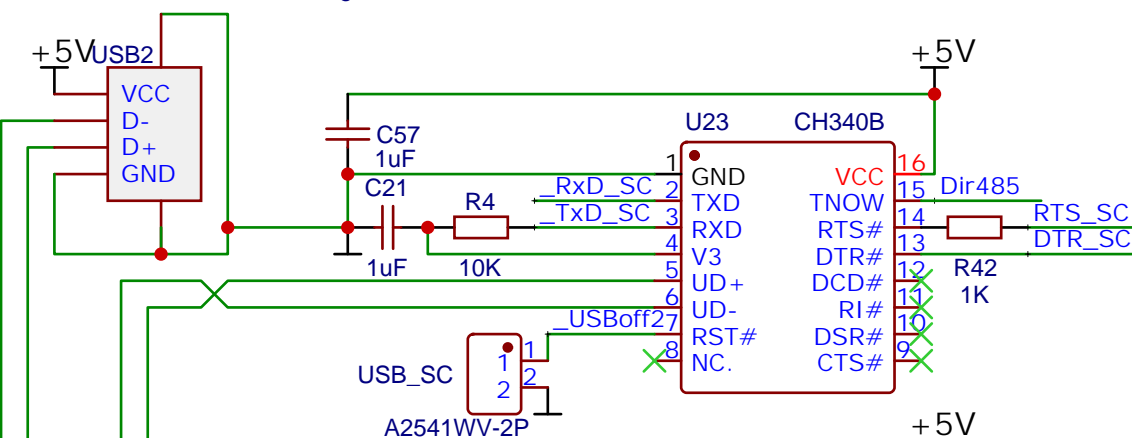 +5V
USB2
VCC
D-
D+
GND
+5V
C57
1uF
C21
1uF
R4
10K
_RxD_SC
_TxD_SC
U23
CH340B
1
GND
2
TXD
3
RXD
4
V3
5
UD+
6
UD-
7
RST#
8
NC.
16
VCC
15
TNOW
14
RTS#
13
DTR#
12
DCD#
11
RI#
10
DSR#
9
CTS#
Dir485
RTS_SC
DTR_SC
R42
1K
_USBoff2
USB_SC
1
1
2
2
A2541WV-2P
+5V